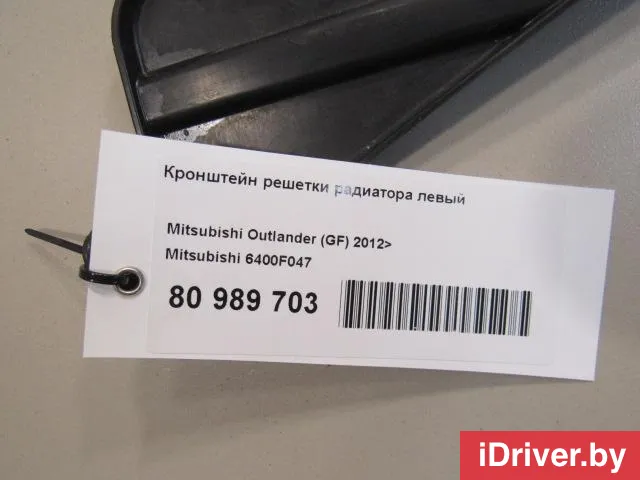 Кронштейн решетки радиатора левый
Mitsubishi Outlander (GF) 2012>
Mitsubishi 6400F047
80 989 703
iDriver.by